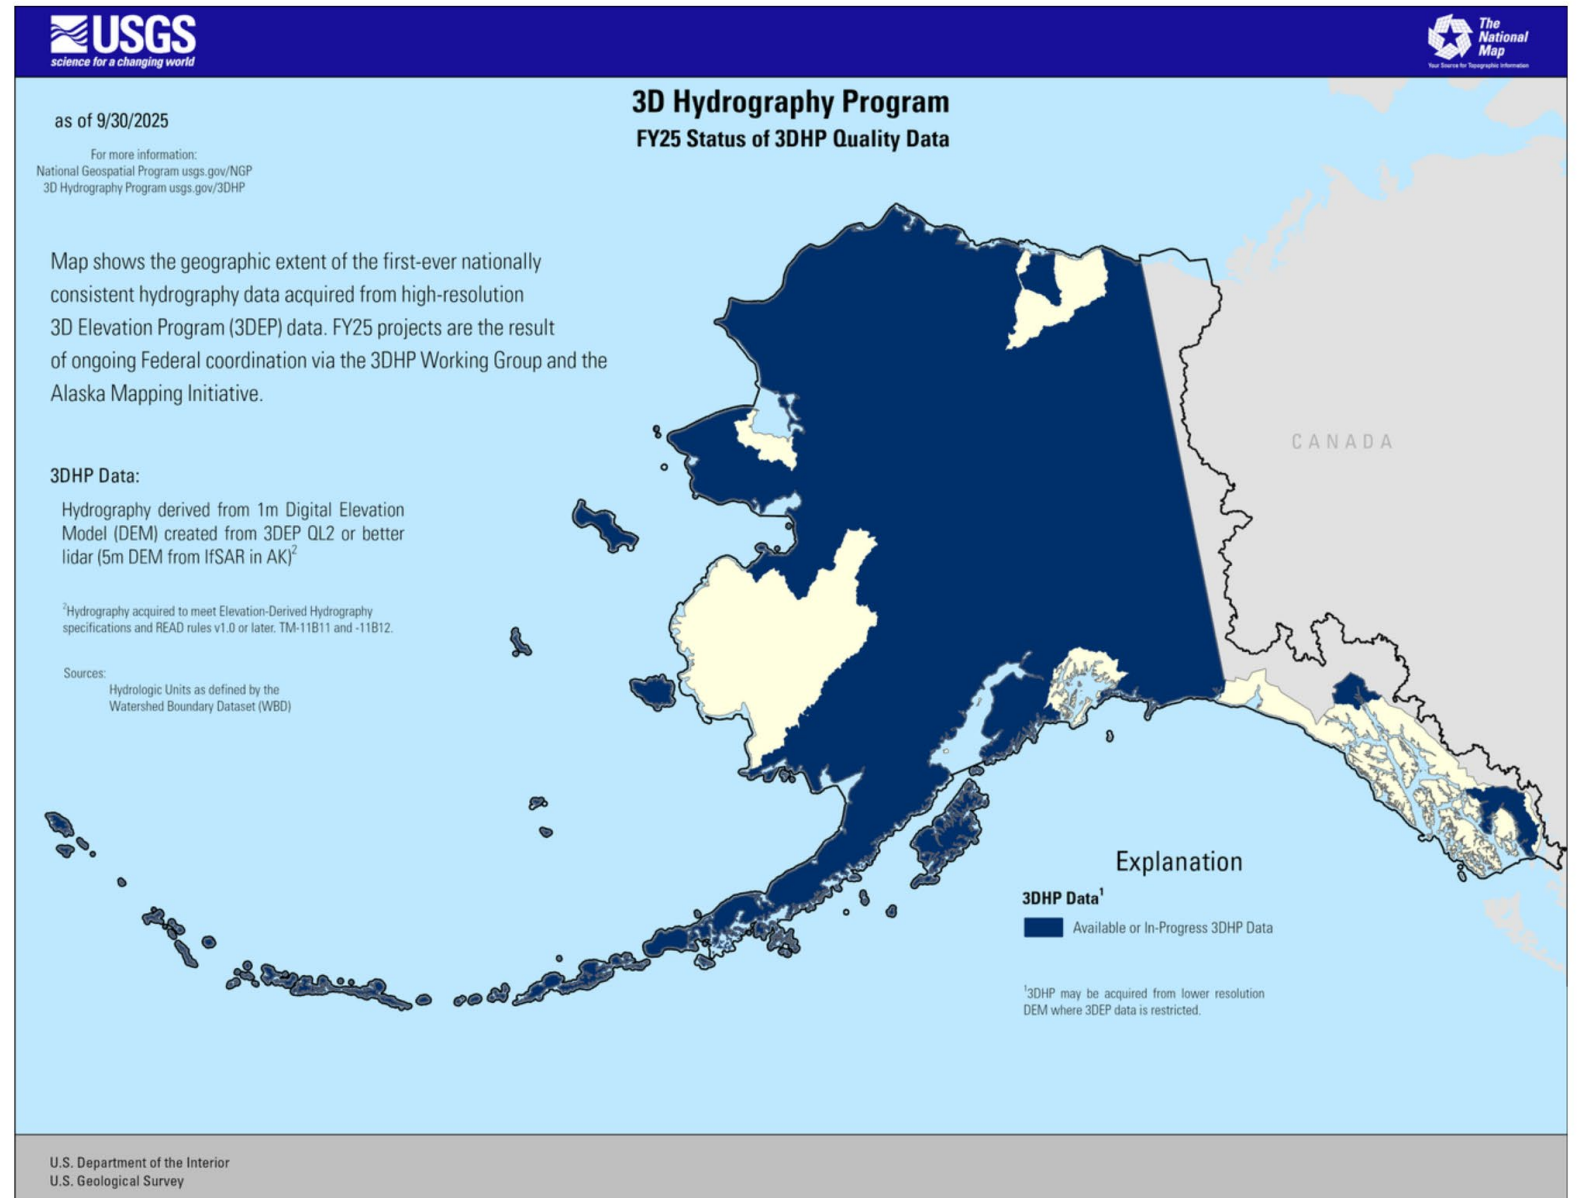 USGS
science for a changing world
The
National
Map
Your Source for Topographic Information
3D Hydrography Program
FY25 Status of 3DHP Quality Data
as of 9/30/2025
For more information:
National Geospatial Program usgs.gov/NGP
3D Hydrography Program usgs.gov/3DHP
Map shows the geographic extent of the first-ever nationally
consistent hydrography data acquired from high-resolution
3D Elevation Program (3DEP) data. FY25 projects are the result
of ongoing Federal coordination via the 3DHP Working Group and the
Alaska Mapping Initiative.
3DHP Data:
Hydrography derived from 1m Digital Elevation
Model (DEM) created from 3DEP QL2 or better
lidar (5m DEM from IfSAR in AK)²
²Hydrography acquired to meet Elevation-Derived Hydrography
specifications and READ rules v1.0 or later. TM-11B11 and -11B12.
Sources:
Hydrologic Units as defined by the
Watershed Boundary Dataset (WBD)
CANADA
Explanation
3DHP Data¹
Available or In-Progress 3DHP Data
¹3DHP may be acquired from lower resolution
DEM where 3DEP data is restricted.
U.S. Department of the Interior
U.S. Geological Survey